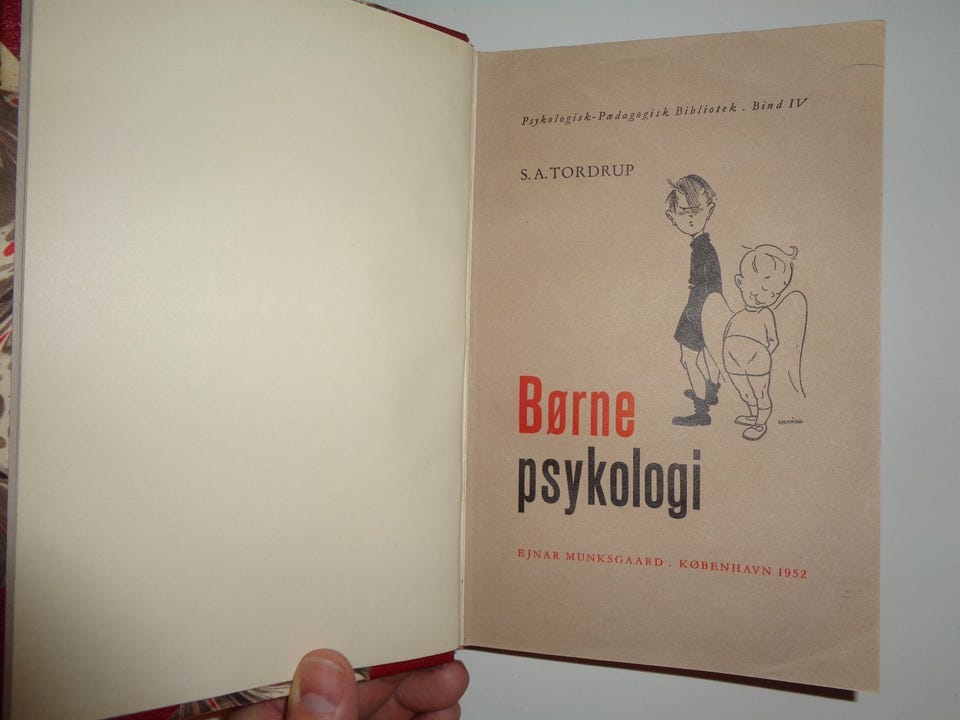 Psykologisk-Pædagogisk Bibliotek . Bind IV
S. A. TORDRUP
Børne
psykologi
EJNAR MUNKSGAARD . KØBENHAVN 1952